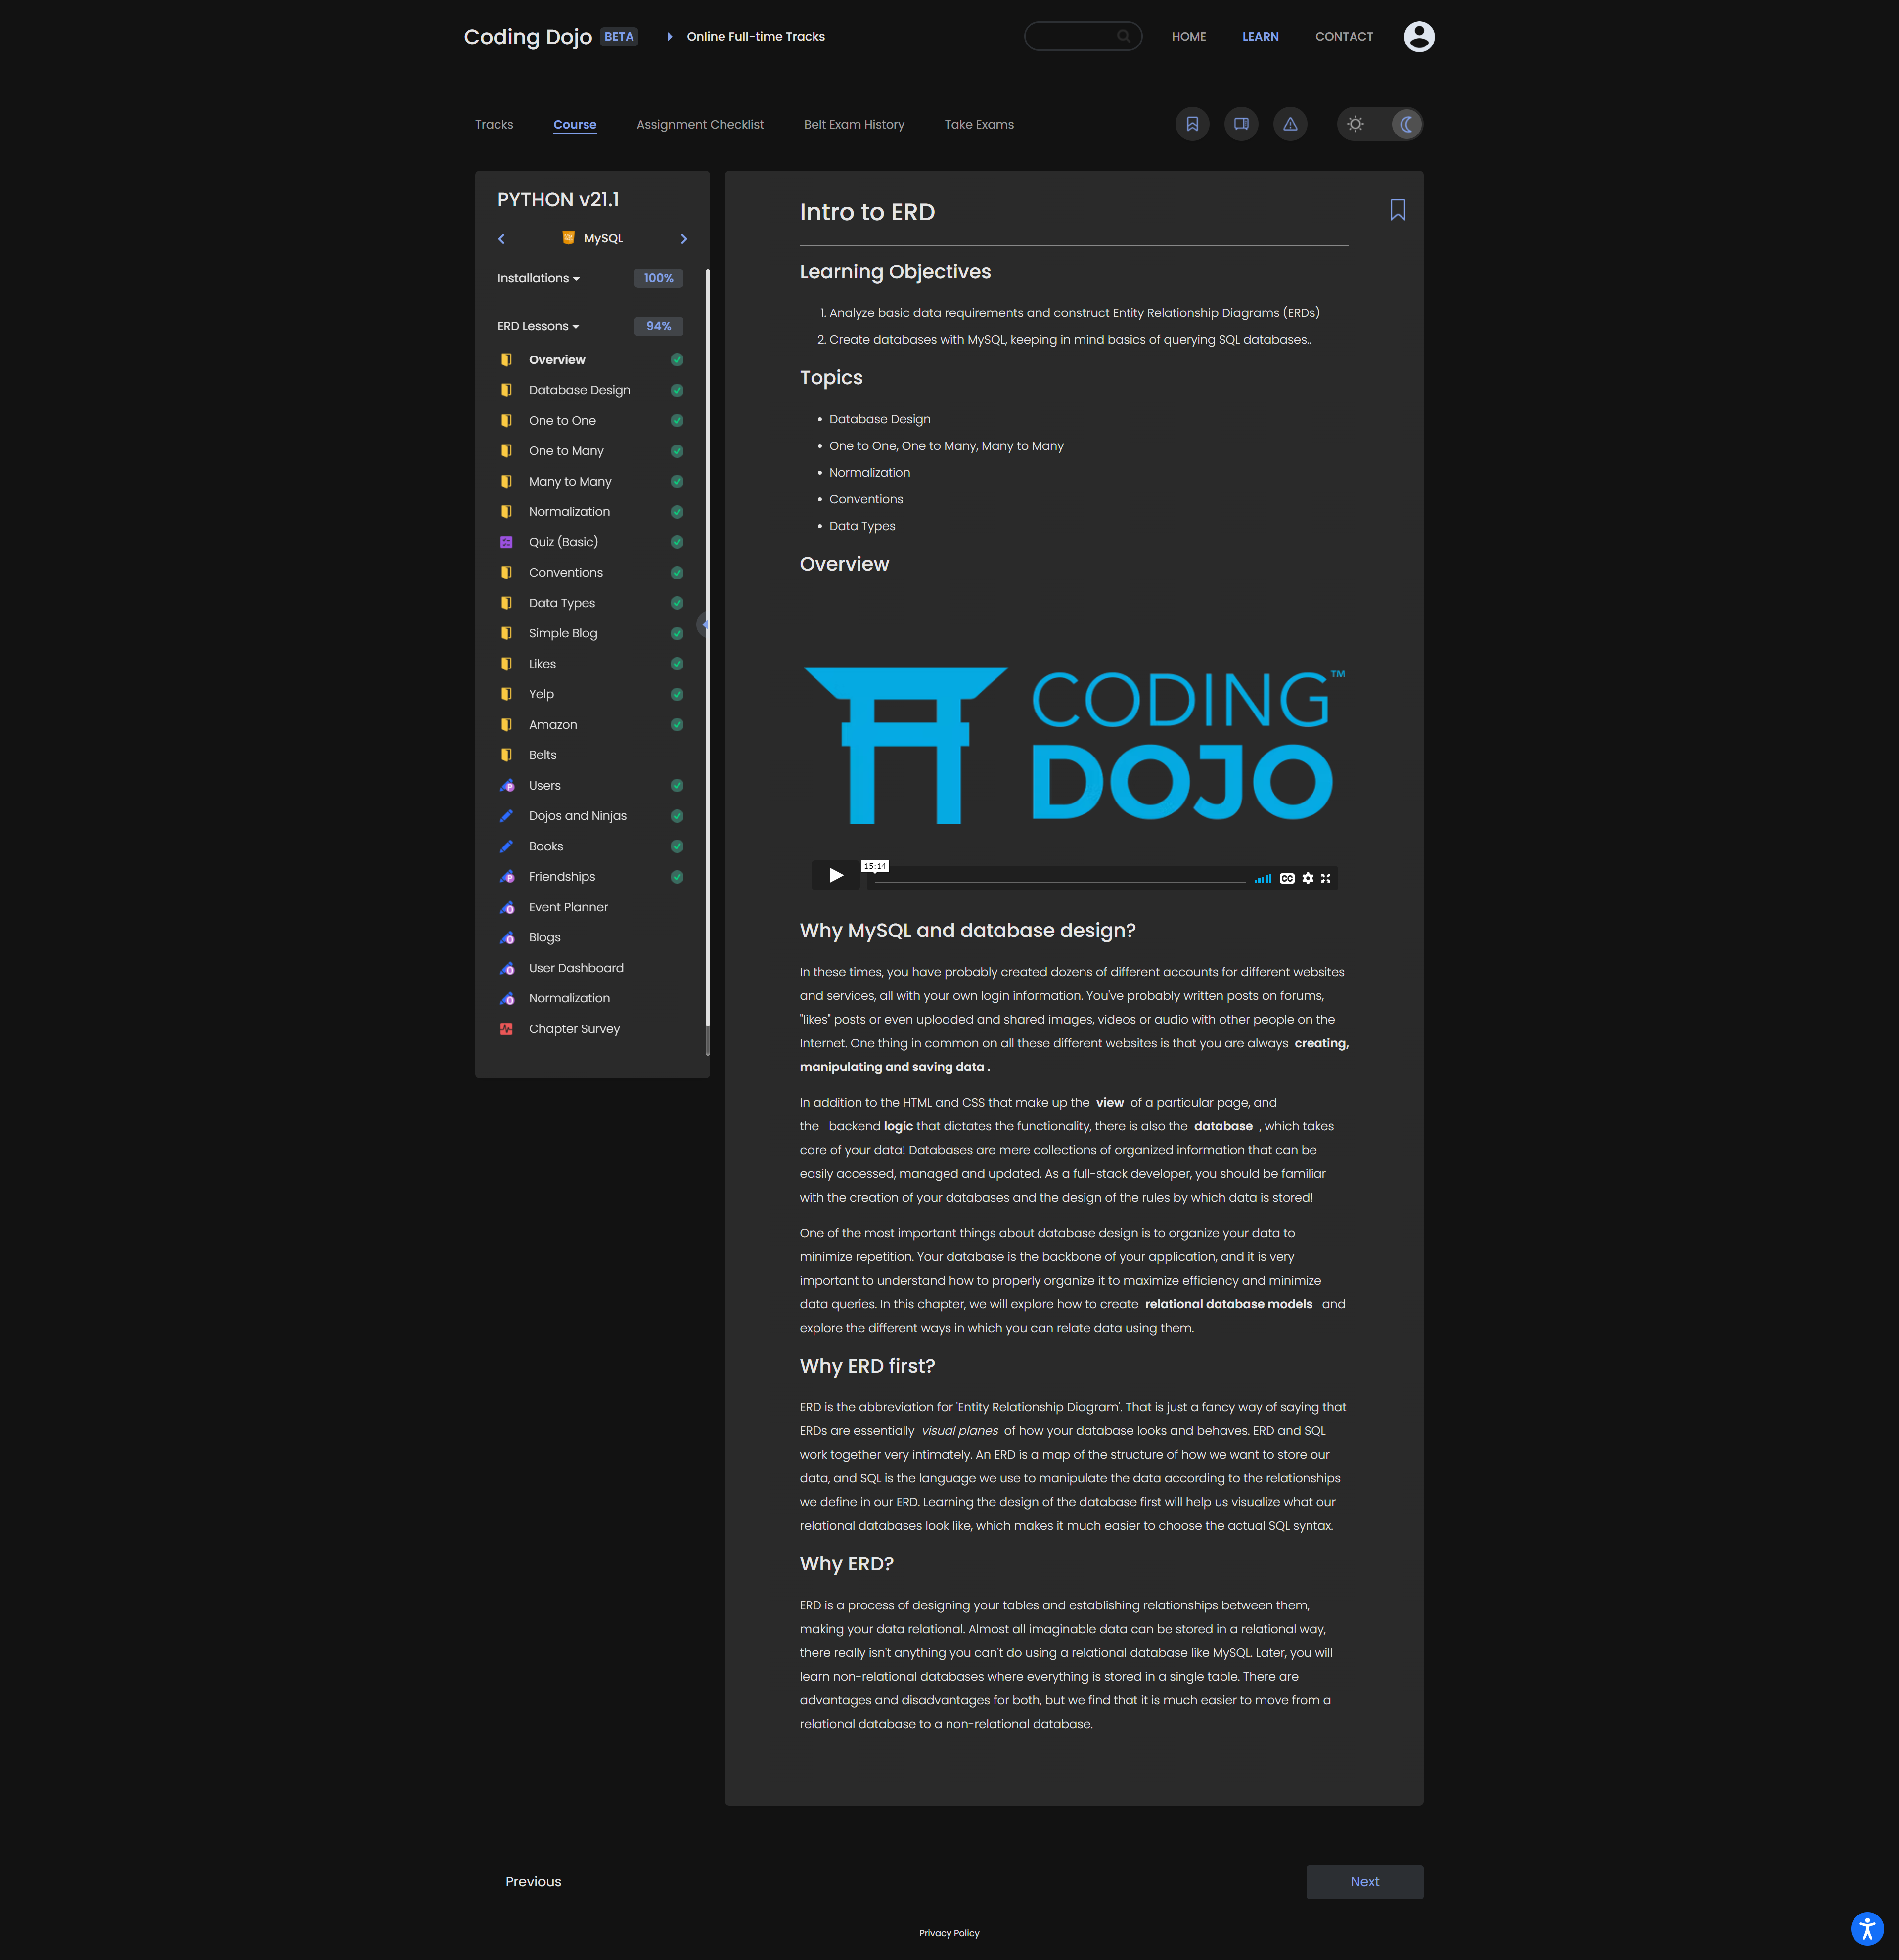 Coding Dojo BETA
Online Full-time Tracks
HOME
LEARN
CONTACT
Tracks
Course
Assignment Checklist
Belt Exam History
Take Exams
PYTHON v21.1
MySQL
Installations
100%
ERD Lessons
94%
Overview
Database Design
One to One
One to Many
Many to Many
Normalization
Quiz (Basic)
Conventions
Data Types
Simple Blog
Likes
Yelp
Amazon
Belts
Users
Dojos and Ninjas
Books
Friendships
Event Planner
Blogs
User Dashboard
Normalization
Chapter Survey
Intro to ERD
Learning Objectives
1. Analyze basic data requirements and construct Entity Relationship Diagrams (ERDs)
2. Create databases with MySQL, keeping in mind basics of querying SQL databases..
Topics
• Database Design
• One to One, One to Many, Many to Many
• Normalization
• Conventions
• Data Types
Overview
CODING™
DOJO
15:14
CC
Why MySQL and database design?
In these times, you have probably created dozens of different accounts for different websites
and services, all with your own login information. You've probably written posts on forums,
"likes" posts or even uploaded and shared images, videos or audio with other people on the
Internet. One thing in common on all these different websites is that you are always creating,
manipulating and saving data .
In addition to the HTML and CSS that make up the view of a particular page, and
the backend logic that dictates the functionality, there is also the database , which takes
care of your data! Databases are mere collections of organized information that can be
easily accessed, managed and updated. As a full-stack developer, you should be familiar
with the creation of your databases and the design of the rules by which data is stored!
One of the most important things about database design is to organize your data to
minimize repetition. Your database is the backbone of your application, and it is very
important to understand how to properly organize it to maximize efficiency and minimize
data queries. In this chapter, we will explore how to create relational database models and
explore the different ways in which you can relate data using them.
Why ERD first?
ERD is the abbreviation for 'Entity Relationship Diagram'. That is just a fancy way of saying that
ERDs are essentially visual planes of how your database looks and behaves. ERD and SQL
work together very intimately. An ERD is a map of the structure of how we want to store our
data, and SQL is the language we use to manipulate the data according to the relationships
we define in our ERD. Learning the design of the database first will help us visualize what our
relational databases look like, which makes it much easier to choose the actual SQL syntax.
Why ERD?
ERD is a process of designing your tables and establishing relationships between them,
making your data relational. Almost all imaginable data can be stored in a relational way,
there really isn't anything you can't do using a relational database like MySQL. Later, you will
learn non-relational databases where everything is stored in a single table. There are
advantages and disadvantages for both, but we find that it is much easier to move from a
relational database to a non-relational database.
Previous
Next
Privacy Policy